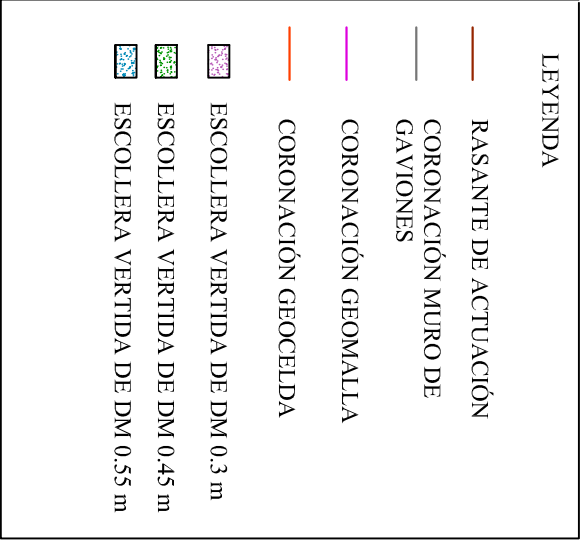 LEYENDA
RASANTE DE ACTUACIÓN
CORONACIÓN MURO DE
GAVIONES
CORONACIÓN GEOMALLA
CORONACIÓN GEOCELDA
ESCOLLERA VERTIDA DE DM 0.3 m
ESCOLLERA VERTIDA DE DM 0.45 m
ESCOLLERA VERTIDA DE DM 0.55 m